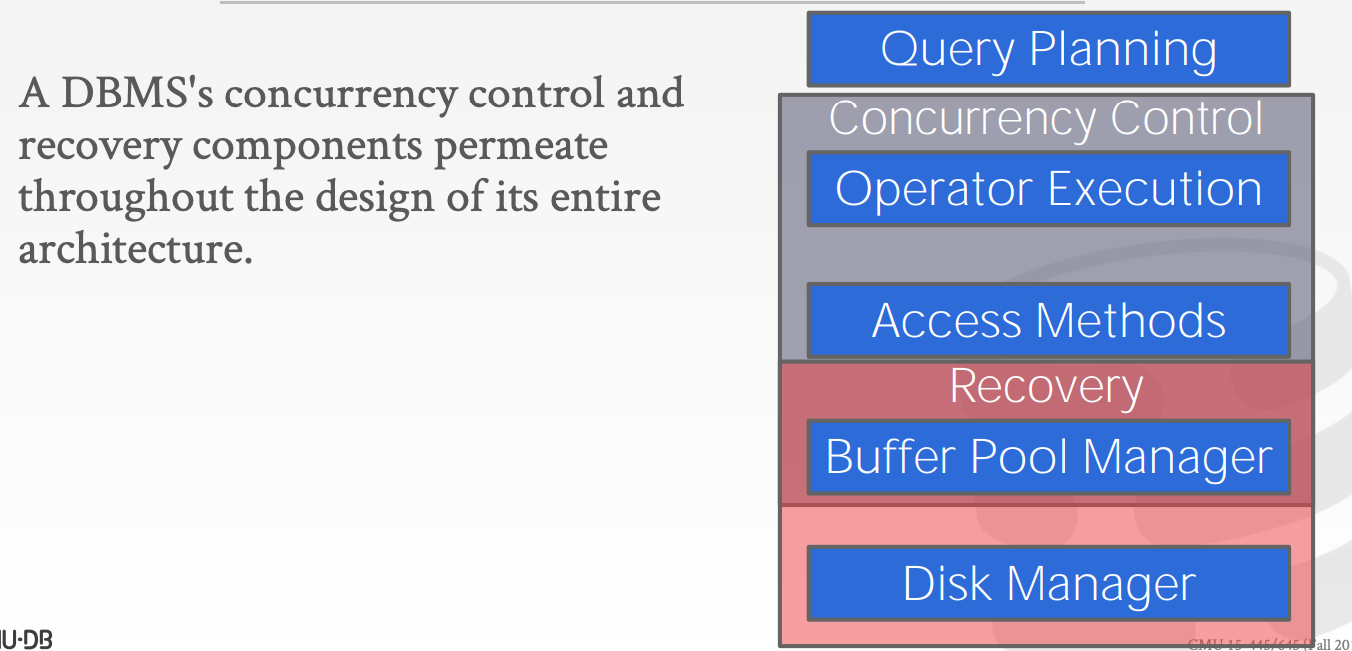 A DBMS's concurrency control and
recovery components permeate
throughout the design of its entire
architecture.
Query Planning
Concurrency Control
Operator Execution
Access Methods
Recovery
Buffer Pool Manager
Disk Manager
U·DB
CMU 15-445/645 (Fall 20